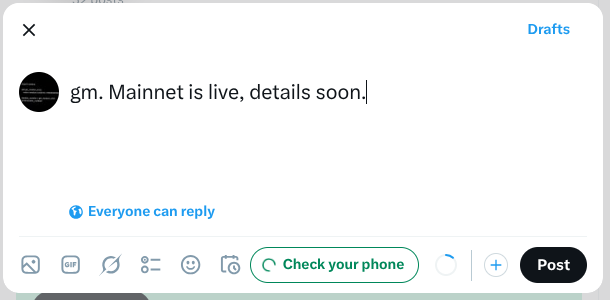 Drafts
gm. Mainnet is live, details soon.
Everyone can reply
GIF
Check your phone
Post